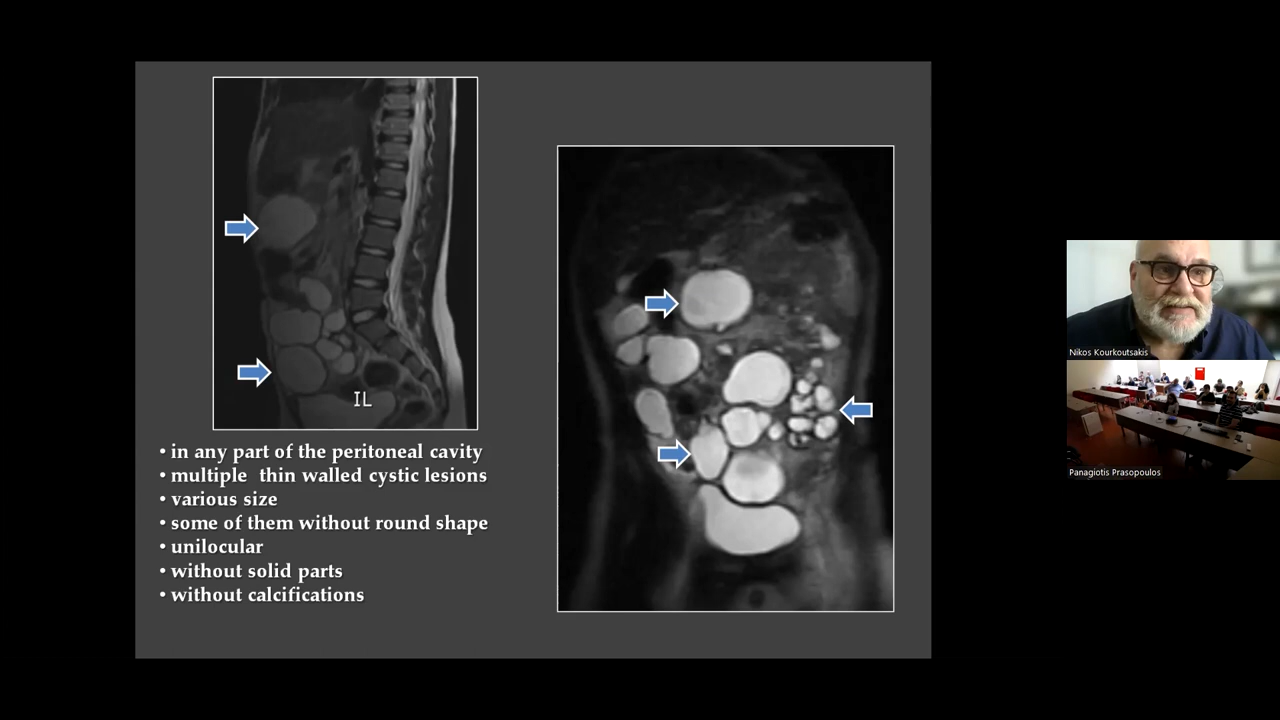 IL
• in any part of the peritoneal cavity
• multiple thin walled cystic lesions
• various size
• some of them without round shape
• unilocular
• without solid parts
• without calcifications
Nikos Kourkoutsakis
Panagiotis Prasopoulos